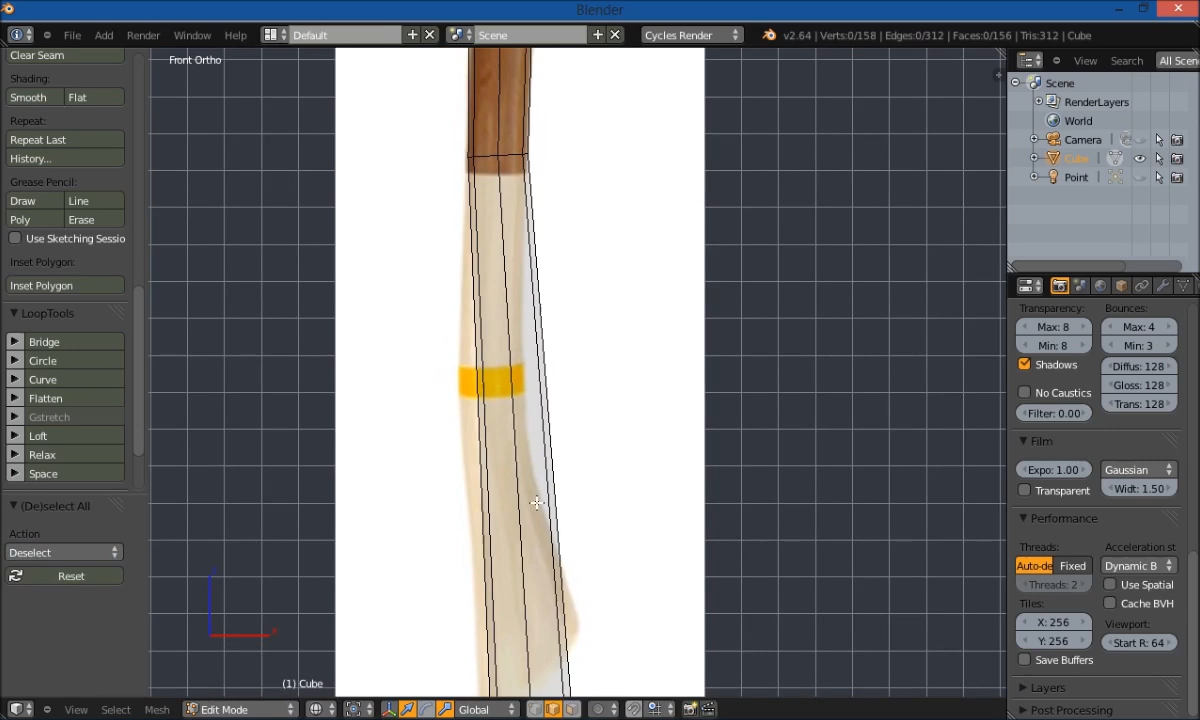 Blender
File Add Render Window Help Default Scene Cycles Render v2.64 | Verts:0/158 | Edges:0/312 | Faces:0/156 | Tris:312 | Cube
Clear Seam
Shading:
Smooth Flat
Repeat:
Repeat Last
History...
Grease Pencil:
Draw Line
Poly Erase
Use Sketching Sessio
Inset Polygon:
Inset Polygon
LoopTools
Bridge
Circle
Curve
Flatten
Gstretch
Loft
Relax
Space
(De)select All
Action
Deselect
Reset
Front Ortho
(1) Cube
View Select Mesh Edit Mode Global
View Search All Scen
Scene
RenderLayers
World
Camera
Cube
Point
Transparency: Bounces:
Max: 8 Max: 4
Min: 8 Min: 3
Shadows Diffus: 128
Gloss: 128
No Caustics Trans: 128
Filter: 0.00
Film
Expo: 1.00 Gaussian
Transparent Widt: 1.50
Performance
Threads: Acceleration st
Auto-de Fixed Dynamic B
Threads: 2 Use Spatial
Tiles: Cache BVH
X: 256 Viewport:
Y: 256 Start R: 64
Save Buffers
Layers
Post Processing